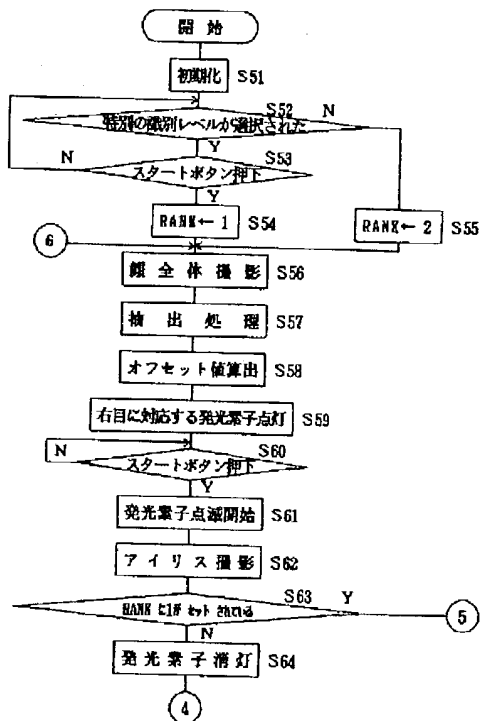 開始
初期化 S51
S52
特別の識別レベルが選択された N
Y
N S53
スタートボタン押下
Y
RANK←1 S54
RANK←2 S55
6
顔全体撮影 S56
抽出処理 S57
オフセット値算出 S58
右目に対応する発光素子点灯 S59
N S60
スタートボタン押下
Y
発光素子点滅開始 S61
アイリス撮影 S62
S63
RANKに1がセットされている Y
5
N
発光素子消灯 S64
4